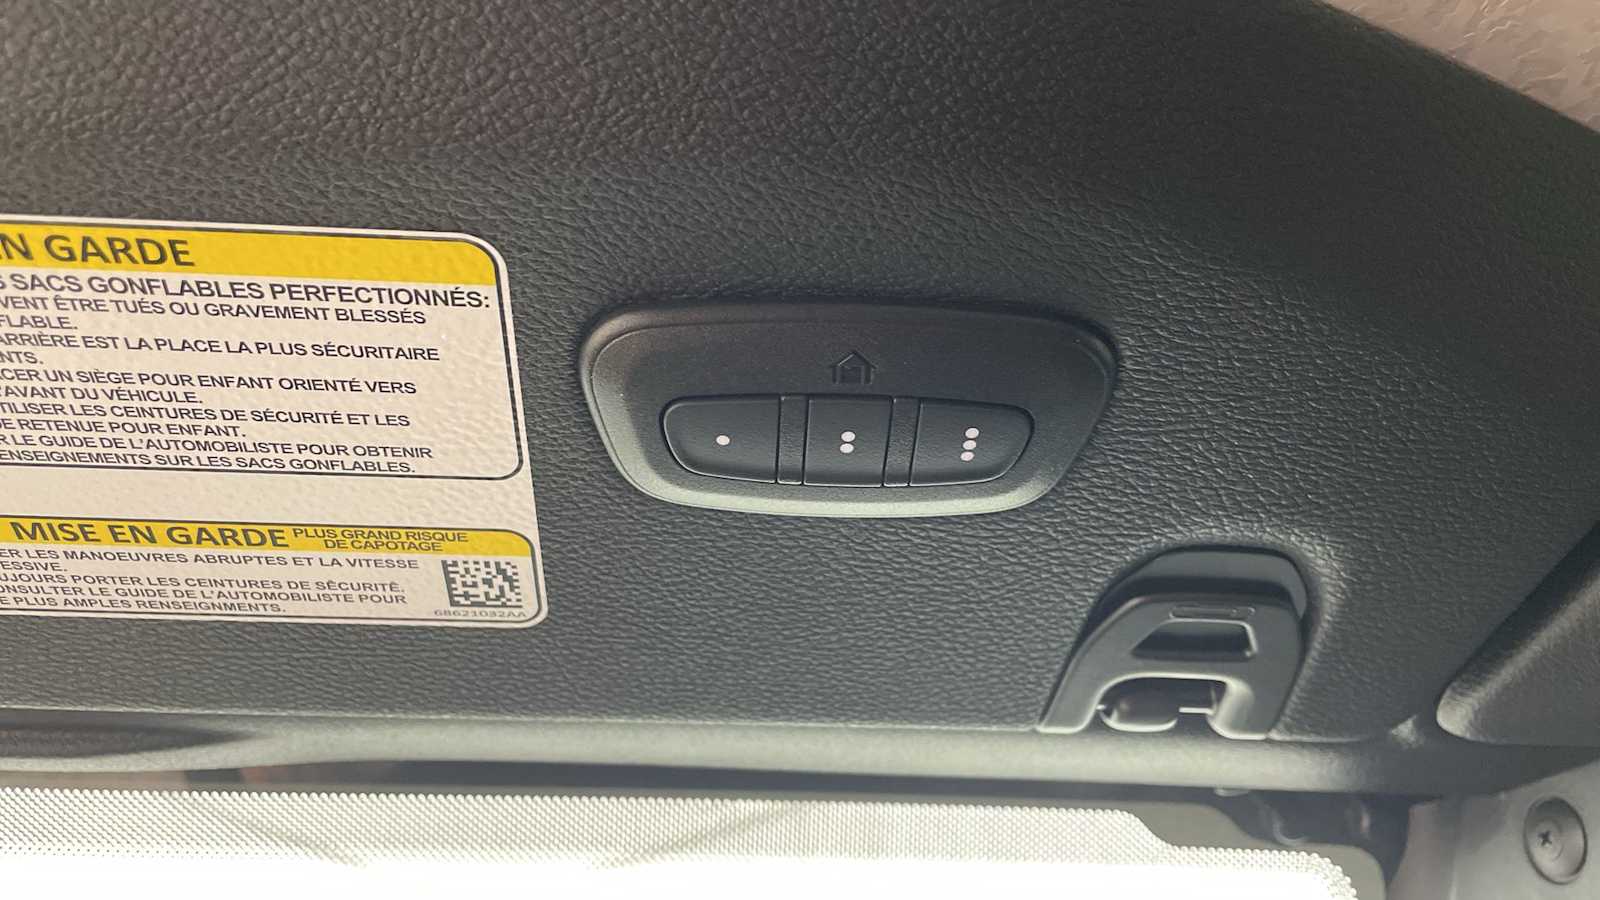 EN GARDE
SACS GONFLABLES PERFECTIONNÉS:
VENT ÊTRE TUÉS OU GRAVEMENT BLESSÉS
FLABLE.
ARRIÈRE EST LA PLACE LA PLUS SÉCURITAIRE
NTS.
CER UN SIÈGE POUR ENFANT ORIENTÉ VERS
L'AVANT DU VÉHICULE.
TILISER LES CEINTURES DE SÉCURITÉ ET LES
DE RETENUE POUR ENFANT.
R LE GUIDE DE L'AUTOMOBILISTE POUR OBTENIR
ENSEIGNEMENTS SUR LES SACS GONFLABLES.
MISE EN GARDE PLUS GRAND RISQUE
DE CAPOTAGE
ER LES MANOEUVRES ABRUPTES ET LA VITESSE
ESSIVE.
UJOURS PORTER LES CEINTURES DE SÉCURITÉ.
ONSULTER LE GUIDE DE L'AUTOMOBILISTE POUR
E PLUS AMPLES RENSEIGNMENTS.
68621032AA